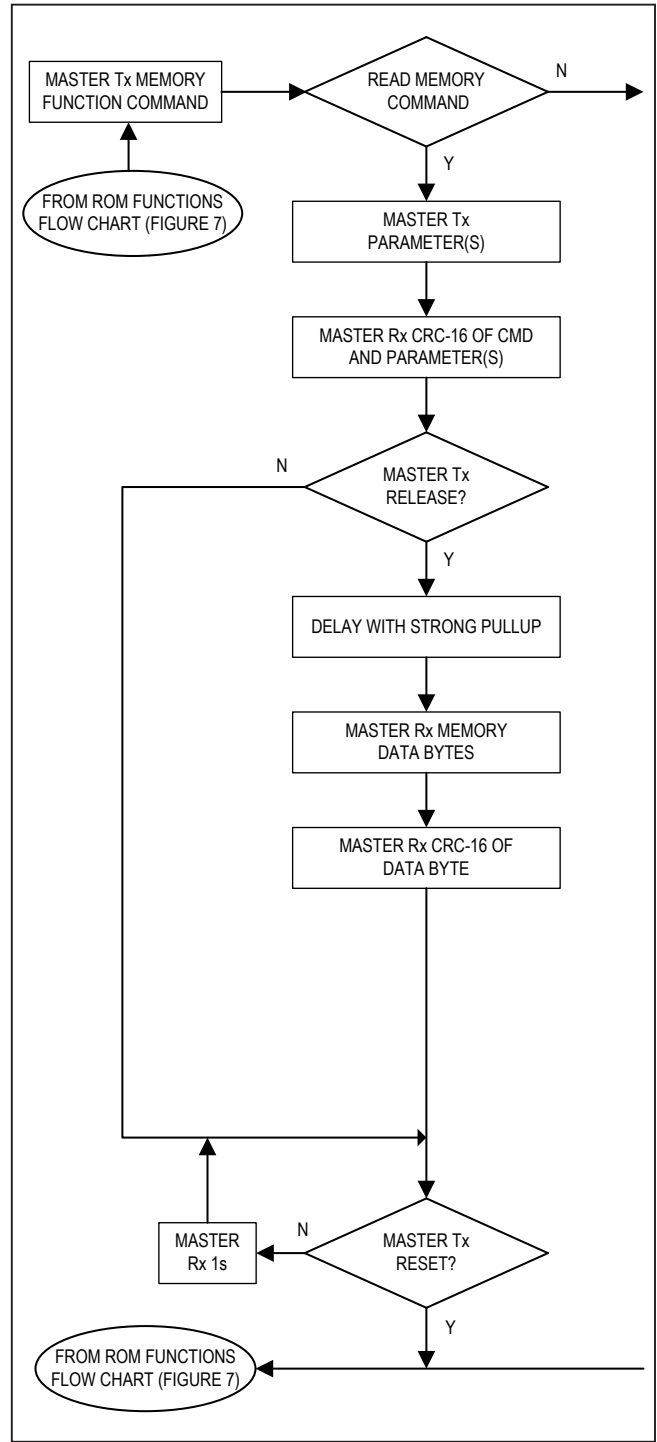 MASTER Tx MEMORY
FUNCTION COMMAND
READ MEMORY
COMMAND
N
Y
FROM ROM FUNCTIONS
FLOW CHART (FIGURE 7)
MASTER Tx
PARAMETER(S)
MASTER Rx CRC-16 OF CMD
AND PARAMETER(S)
N
MASTER Tx
RELEASE?
Y
DELAY WITH STRONG PULLUP
MASTER Rx MEMORY
DATA BYTES
MASTER Rx CRC-16 OF
DATA BYTE
MASTER
Rx 1s
N
MASTER Tx
RESET?
Y
FROM ROM FUNCTIONS
FLOW CHART (FIGURE 7)